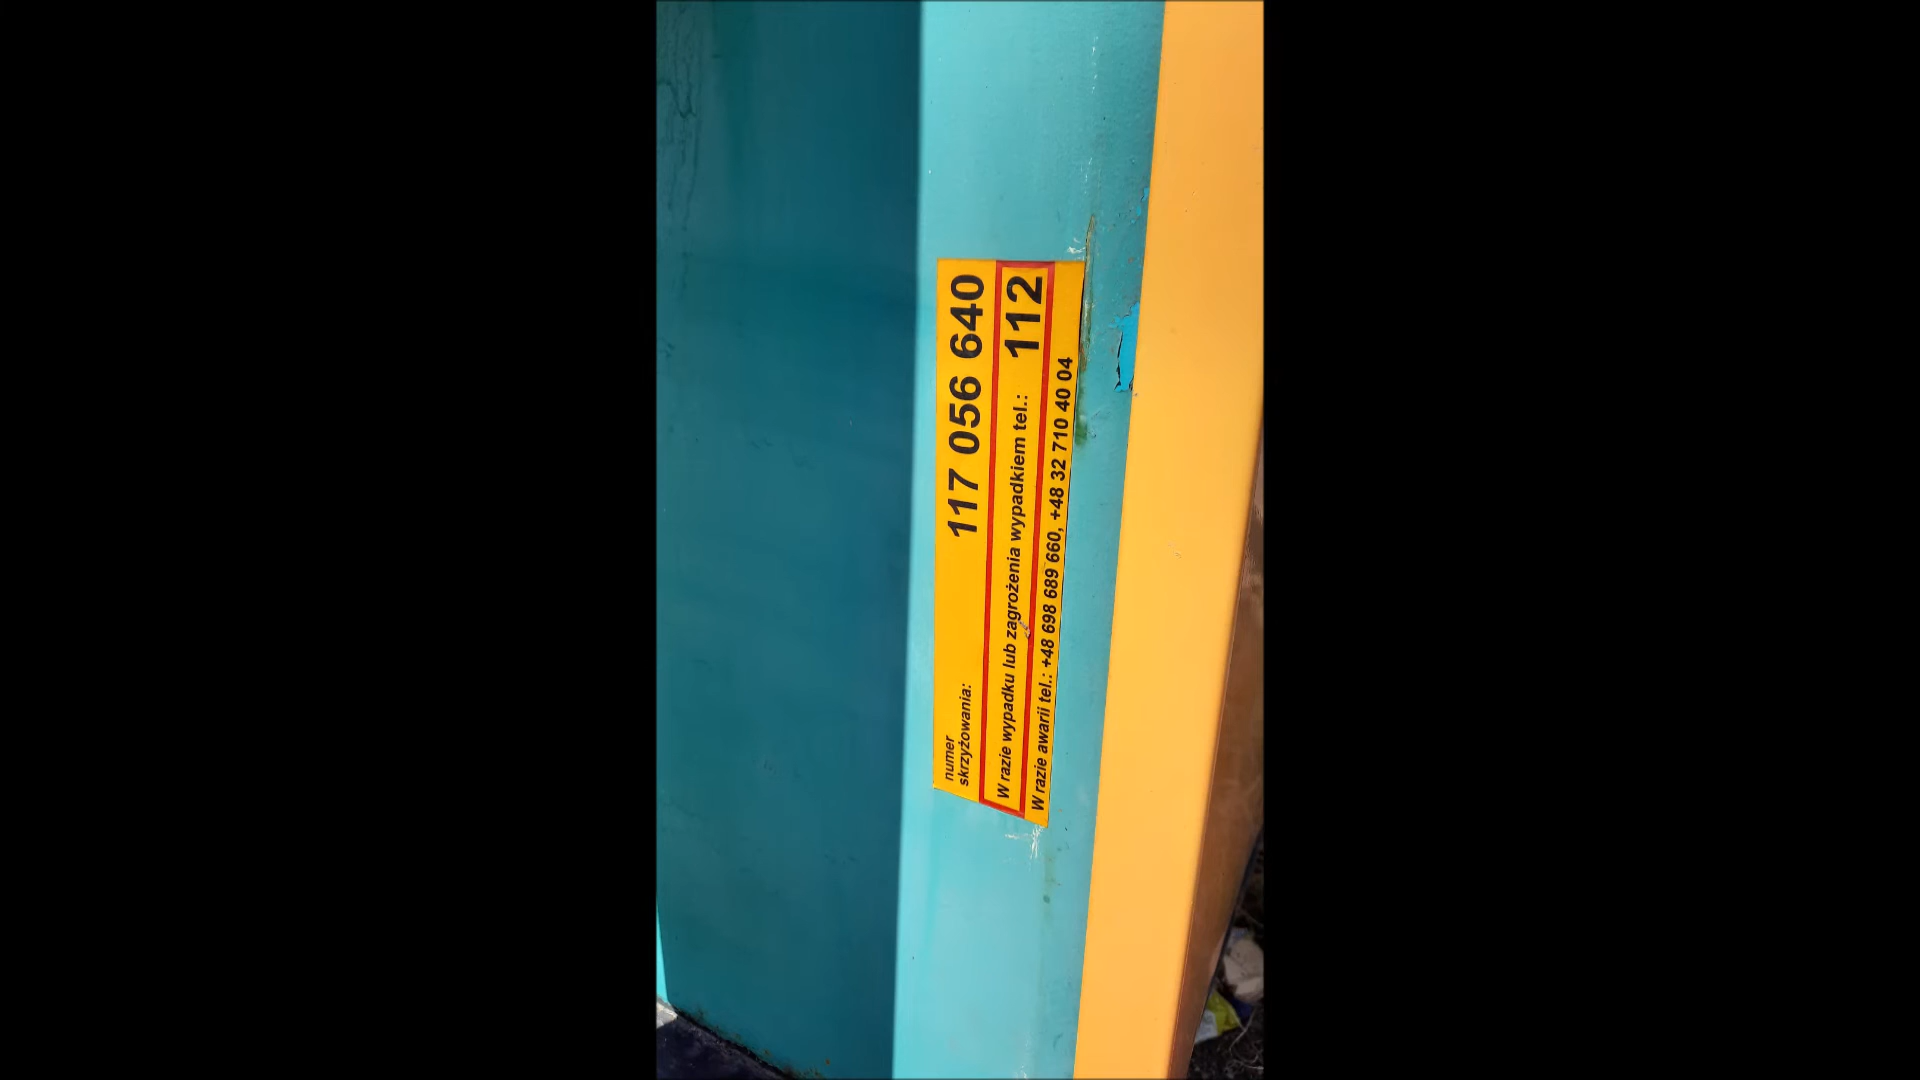 numer
skrzyżowania: 117 056 640
W razie wypadku lub zagrożenia wypadkiem tel.: 112
W razie awarii tel.: +48 698 689 660, +48 32 710 40 04